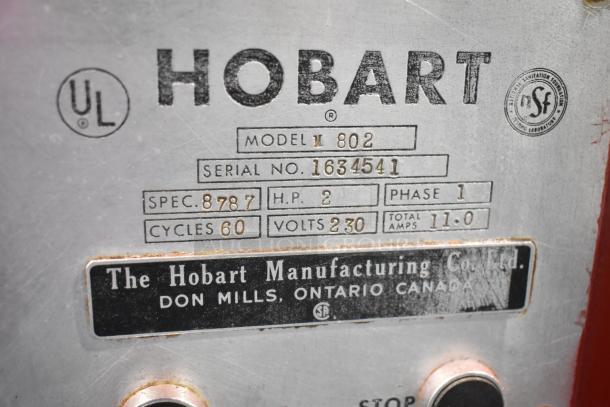 HOBART
®
UL
®
nsf
MODEL M 802
SERIAL NO. 1634541
SPEC. 8787 H.P. 2 PHASE 1
CYCLES 60 VOLTS 230 TOTAL AMPS 11.0
The Hobart Manufacturing Co. Ltd.
DON MILLS, ONTARIO CANADA
STOP